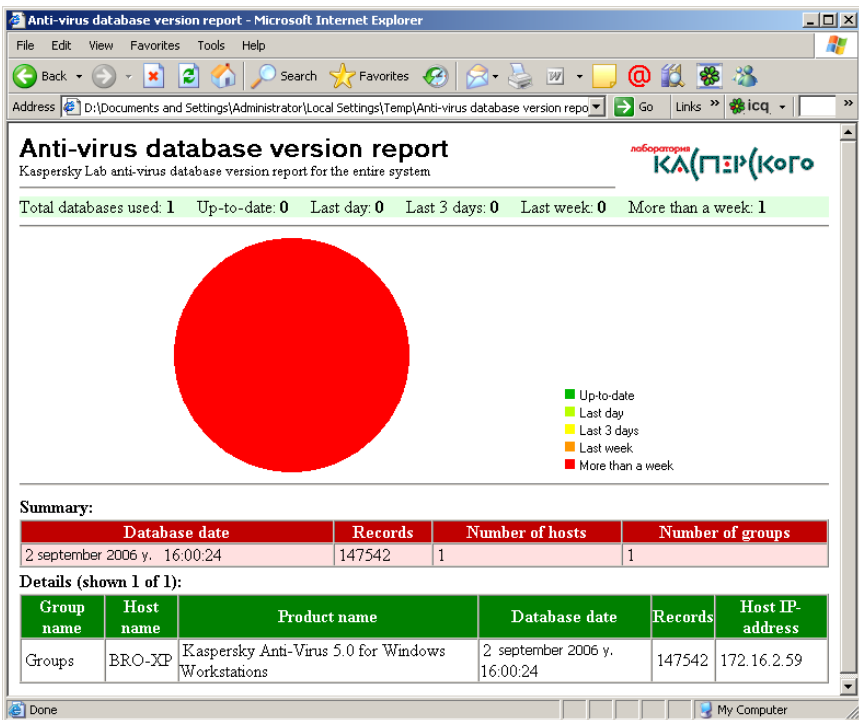 Anti-virus database version report - Microsoft Internet Explorer
File Edit View Favorites Tools Help
Back Search Favorites
Address D:\Documents and Settings\Administrator\Local Settings\Temp\Anti-virus database version repo Go Links » icq »
Anti-virus database version report
Kaspersky Lab anti-virus database version report for the entire system
лаборатория
КАСПЕРСКОГО
Total databases used: 1 Up-to-date: 0 Last day: 0 Last 3 days: 0 Last week: 0 More than a week: 1
Up-to-date
Last day
Last 3 days
Last week
More than a week
Summary:
Database date Records Number of hosts Number of groups
2 september 2006 y. 16:00:24 147542 1 1
Details (shown 1 of 1):
Group name Host name Product name Database date Records Host IP-address
Groups BRO-XP Kaspersky Anti-Virus 5.0 for Windows Workstations 2 september 2006 y. 16:00:24 147542 172.16.2.59
Done My Computer